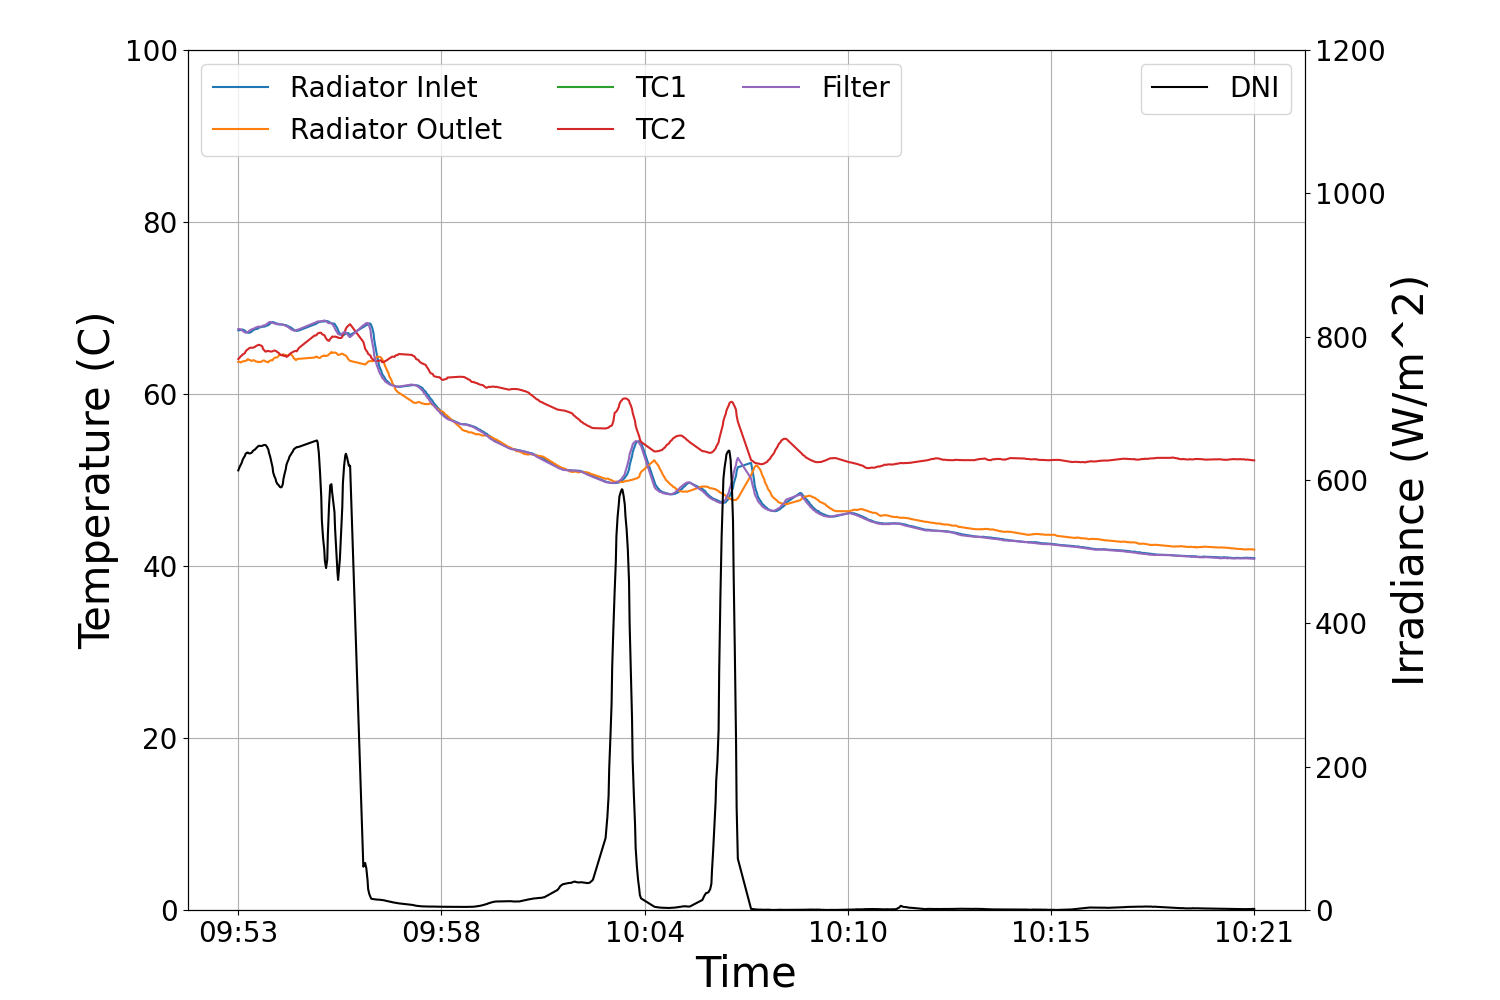 100
80
60
40
20
0
Temperature (C)
Radiator Inlet
Radiator Outlet
TC1
TC2
Filter
DNI
1200
1000
800
600
400
200
0
Irradiance (W/m^2)
09:53 09:58 10:04 10:10 10:15 10:21
Time